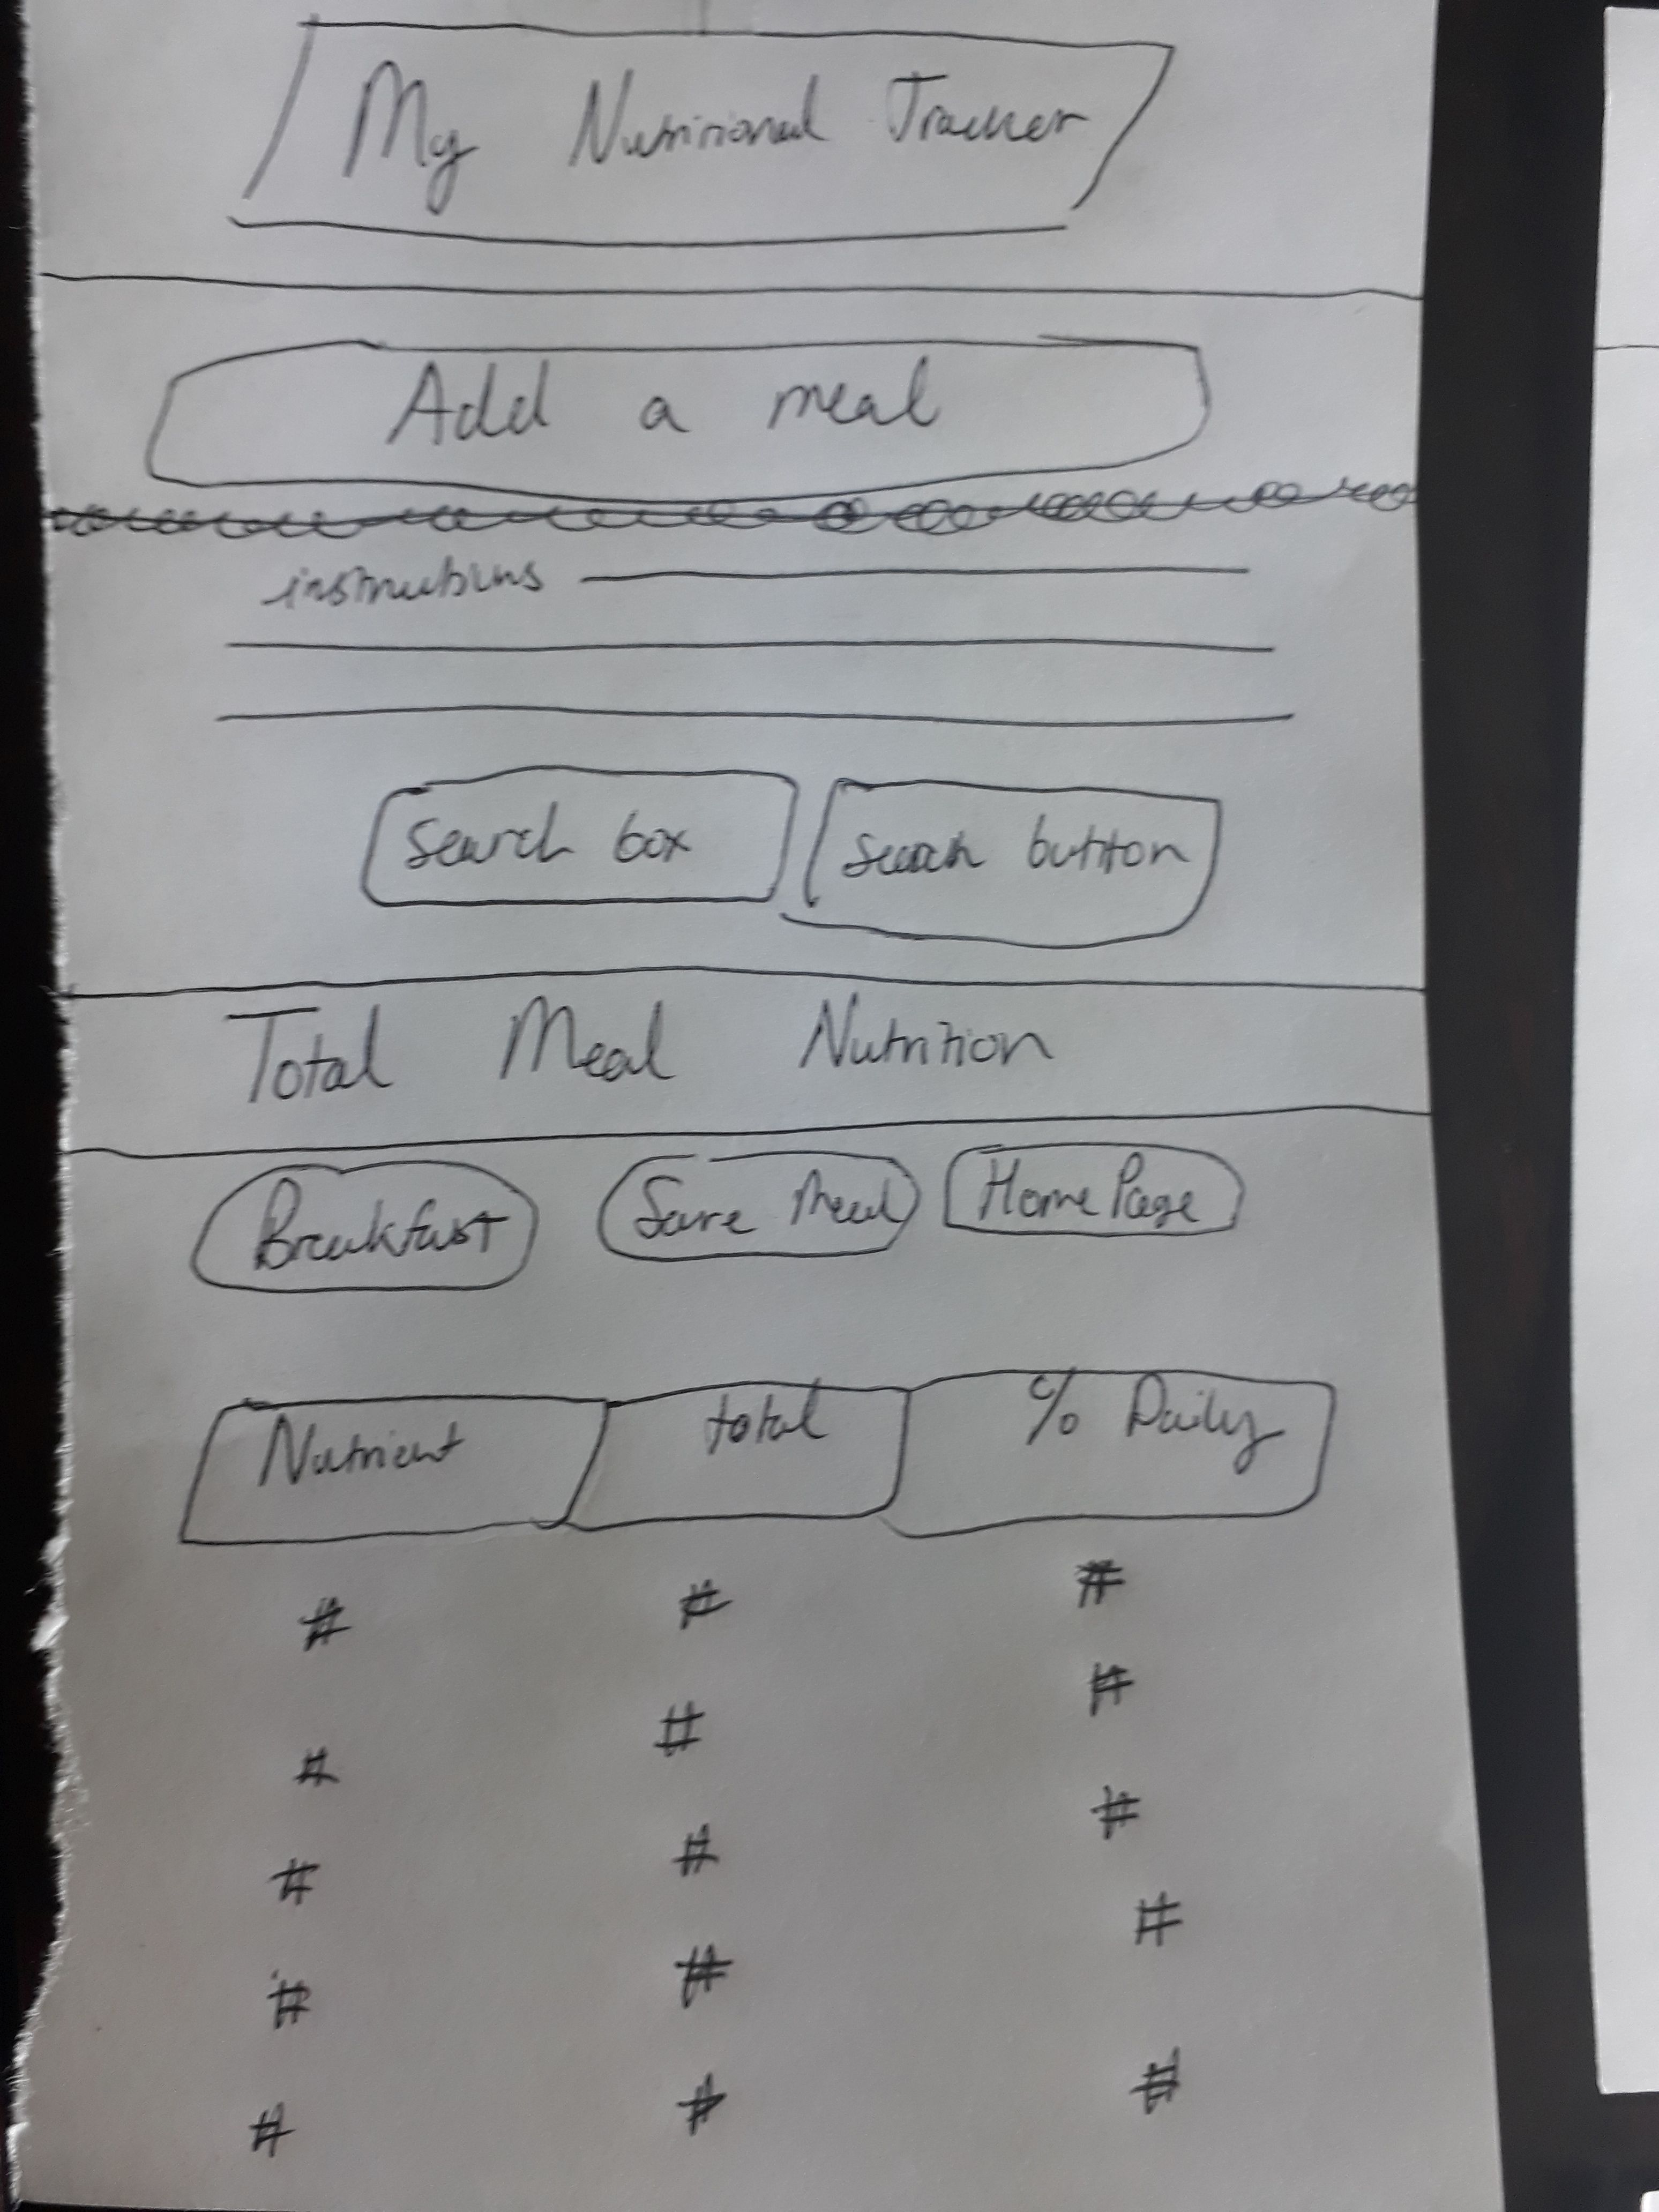 My Nutritional Tracker
Add a meal
instructions
Search box
Search button
Total Meal Nutrition
Breakfast Save Meal Home Page
Nutrient total % Daily
# # #
# # #
# # #
# # #
# # #